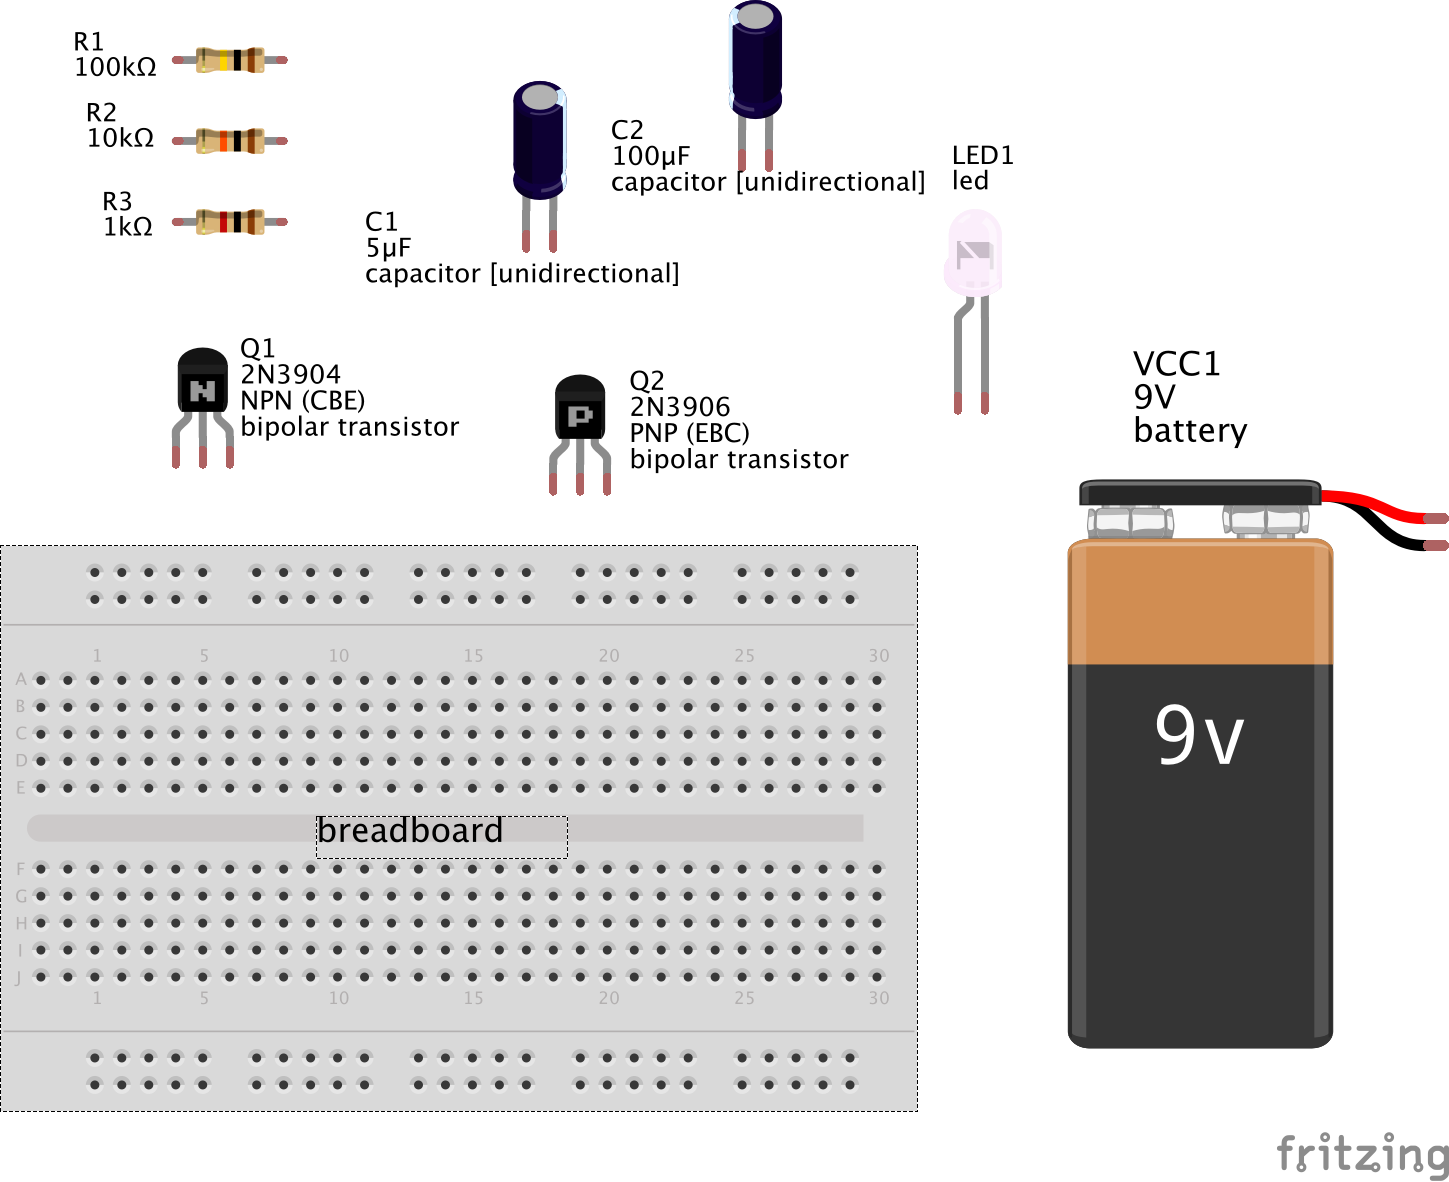 R1
100kΩ
R2
10kΩ
R3
1kΩ
C1
5µF
capacitor [unidirectional]
C2
100µF
capacitor [unidirectional]
LED1
led
Q1
2N3904
NPN (CBE)
bipolar transistor
N
Q2
2N3906
PNP (EBC)
bipolar transistor
P
VCC1
9V
battery
9v
1 5 10 15 20 25 30
A
B
C
D
E
breadboard
F
G
H
I
J
1 5 10 15 20 25 30
fritzing